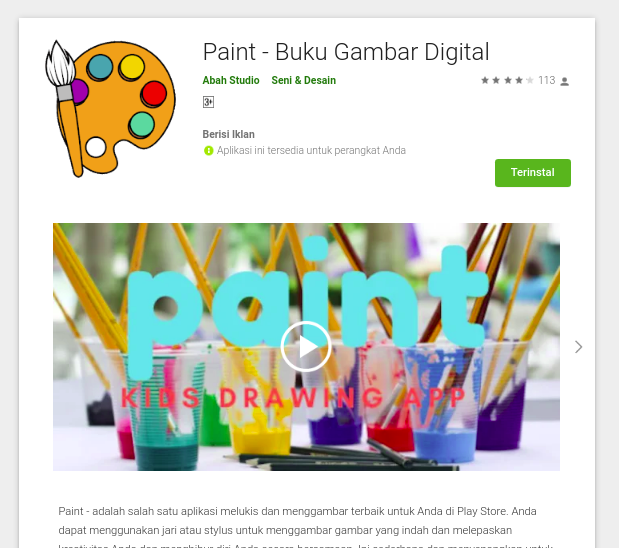 Paint - Buku Gambar Digital
Abah Studio Seni & Desain 113
3+
Berisi Iklan
Aplikasi ini tersedia untuk perangkat Anda
Terinstal
paint
KIDS DRAWING APP
Paint - adalah salah satu aplikasi melukis dan menggambar terbaik untuk Anda di Play Store. Anda
dapat menggunakan jari atau stylus untuk menggambar gambar yang indah dan melepaskan